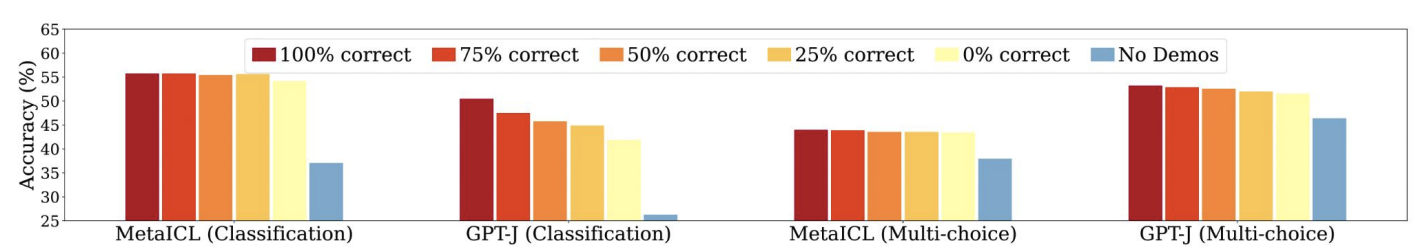 Accuracy (%)
65
60
55
50
45
40
35
30
25
100% correct
75% correct
50% correct
25% correct
0% correct
No Demos
MetaICL (Classification)
GPT-J (Classification)
MetaICL (Multi-choice)
GPT-J (Multi-choice)